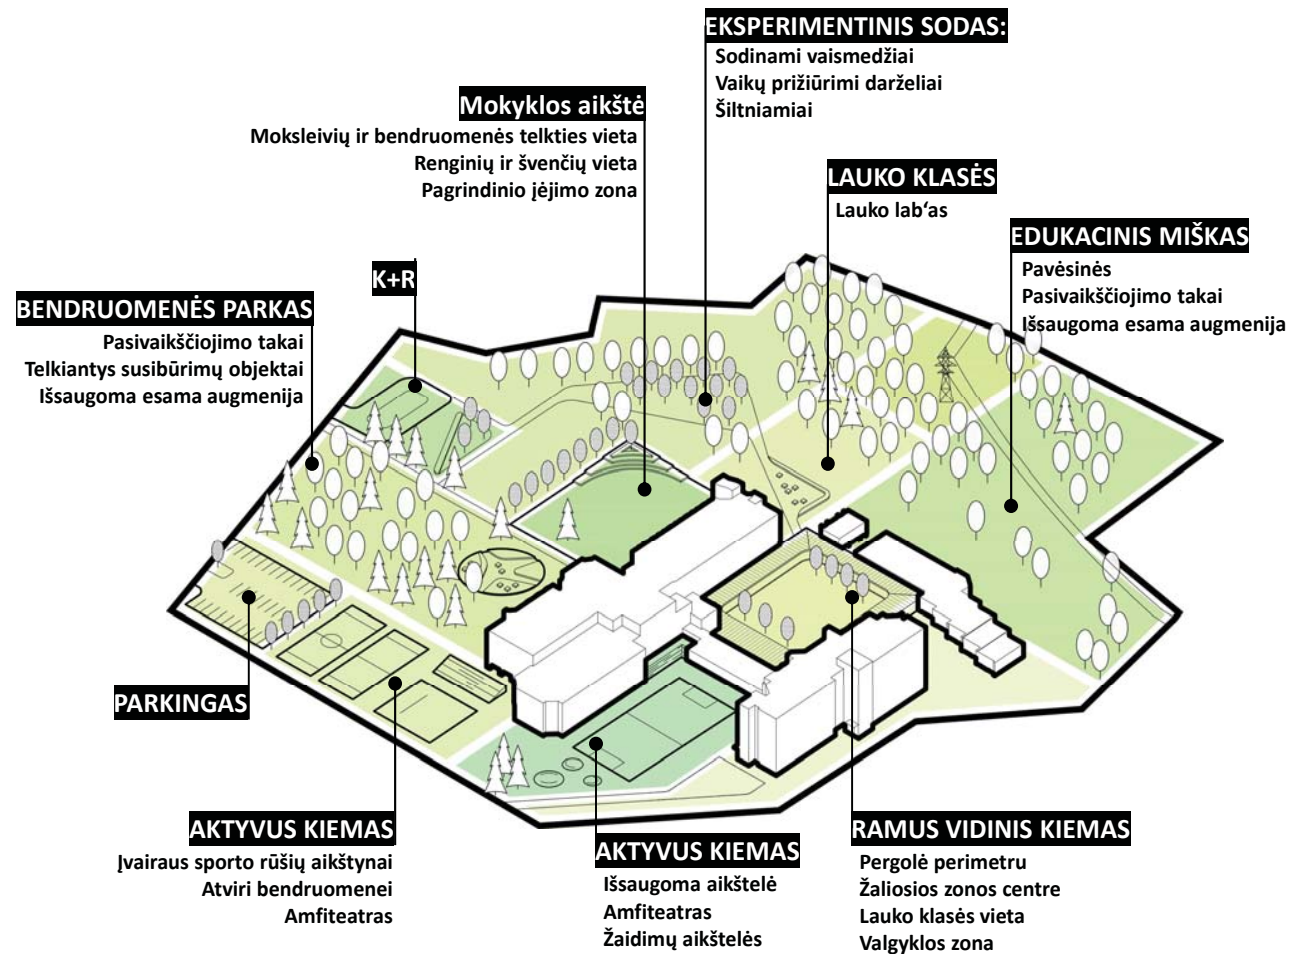 EKSPERIMENTINIS SODAS:
Sodinami vaismedžiai
Vaikų prižiūrimi darželiai
Šiltniamiai
Mokyklos aikštė
Moksleivių ir bendruomenės telkties vieta
Renginių ir švenčių vieta
Pagrindinio įėjimo zona
LAUKO KLASĖS
Lauko lab‘as
EDUKACINIS MIŠKAS
Pavėsinės
Pasivaikščiojimo takai
Išsaugoma esama augmenija
K+R
BENDRUOMENĖS PARKAS
Pasivaikščiojimo takai
Telkiantys susibūrimų objektai
Išsaugoma esama augmenija
PARKINGAS
AKTYVUS KIEMAS
Įvairaus sporto rūšių aikštynai
Atviri bendruomenei
Amfiteatras
AKTYVUS KIEMAS
Išsaugoma aikštelė
Amfiteatras
Žaidimų aikštelės
RAMUS VIDINIS KIEMAS
Pergolė perimetru
Žaliosios zonos centre
Lauko klasės vieta
Valgyklos zona